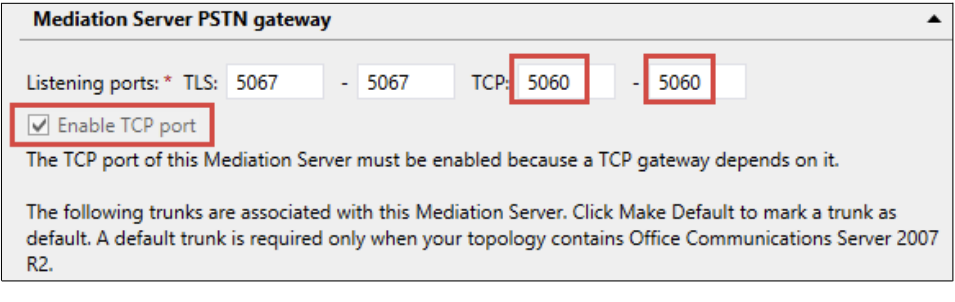 Mediation Server PSTN gateway
Listening ports: * TLS: 5067 - 5067 TCP: 5060 - 5060
Enable TCP port
The TCP port of this Mediation Server must be enabled because a TCP gateway depends on it.
The following trunks are associated with this Mediation Server. Click Make Default to mark a trunk as
default. A default trunk is required only when your topology contains Office Communications Server 2007
R2.